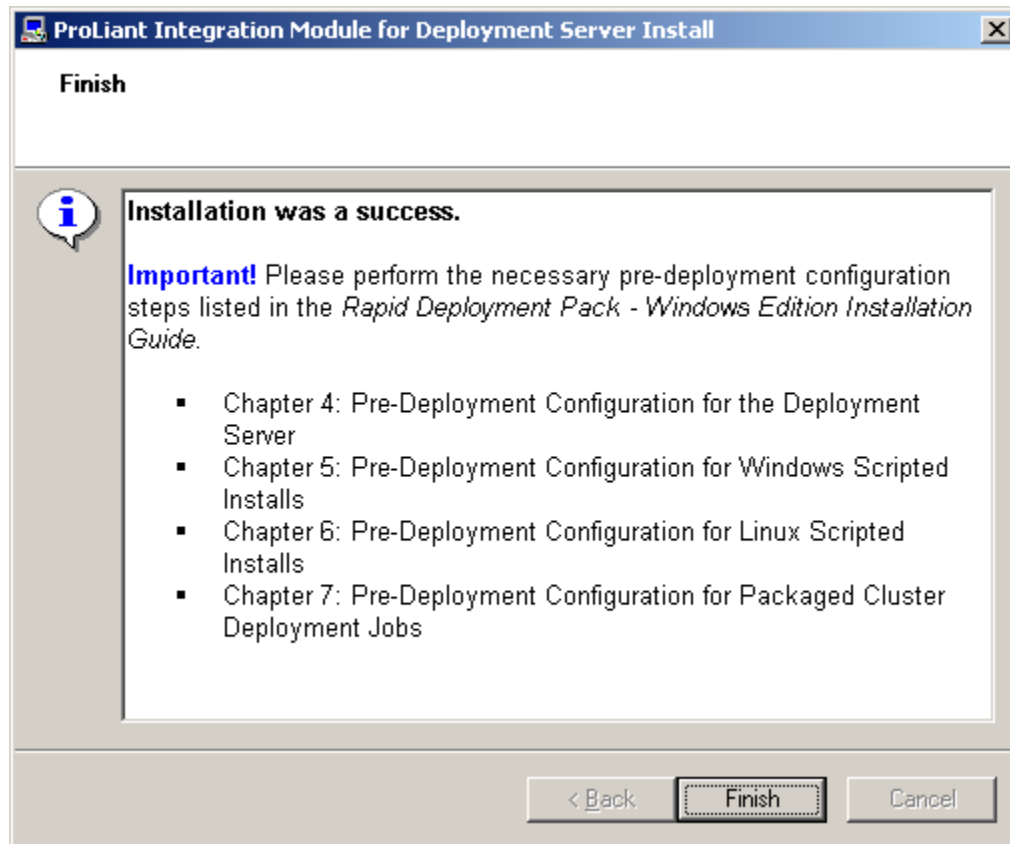 ProLiant Integration Module for Deployment Server Install
Finish
Installation was a success.
Important! Please perform the necessary pre-deployment configuration
steps listed in the Rapid Deployment Pack - Windows Edition Installation
Guide.
▪ Chapter 4: Pre-Deployment Configuration for the Deployment
Server
▪ Chapter 5: Pre-Deployment Configuration for Windows Scripted
Installs
▪ Chapter 6: Pre-Deployment Configuration for Linux Scripted
Installs
▪ Chapter 7: Pre-Deployment Configuration for Packaged Cluster
Deployment Jobs
< Back Finish Cancel